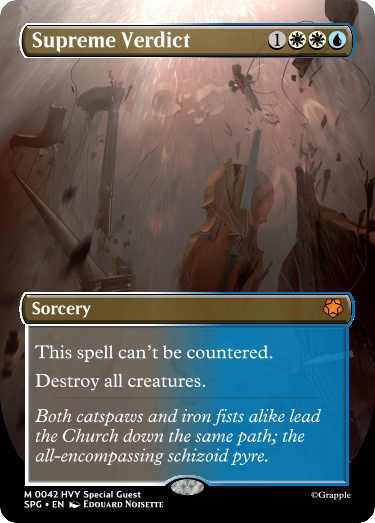 Supreme Verdict 1
Sorcery
This spell can't be countered.
Destroy all creatures.
Both catspaws and iron fists alike lead
the Church down the same path; the
all-encompassing schizoid pyre.
M 0042 HVY Special Guest
SPG • EN Edouard Noisette
©Grapple